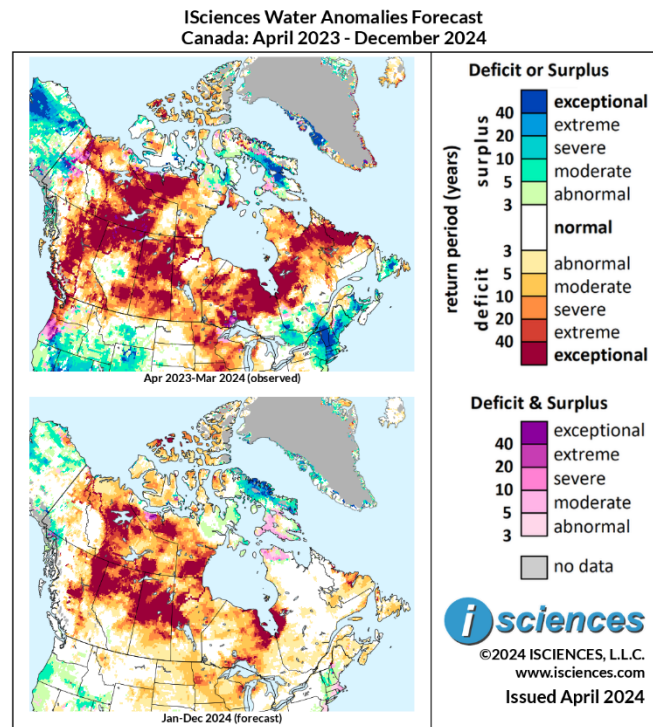 ISciences Water Anomalies Forecast
Canada: April 2023 - December 2024
Apr 2023-Mar 2024 (observed)
Jan-Dec 2024 (forecast)
Deficit or Surplus
return period (years)
surplus
deficit
exceptional
40
extreme
20
severe
10
moderate
5
abnormal
3
normal
3
abnormal
5
moderate
10
severe
20
extreme
40
exceptional
Deficit & Surplus
exceptional
40
extreme
20
severe
10
moderate
5
abnormal
3
no data
i sciences
©2024 ISCIENCES, L.L.C.
www.isciences.com
Issued April 2024